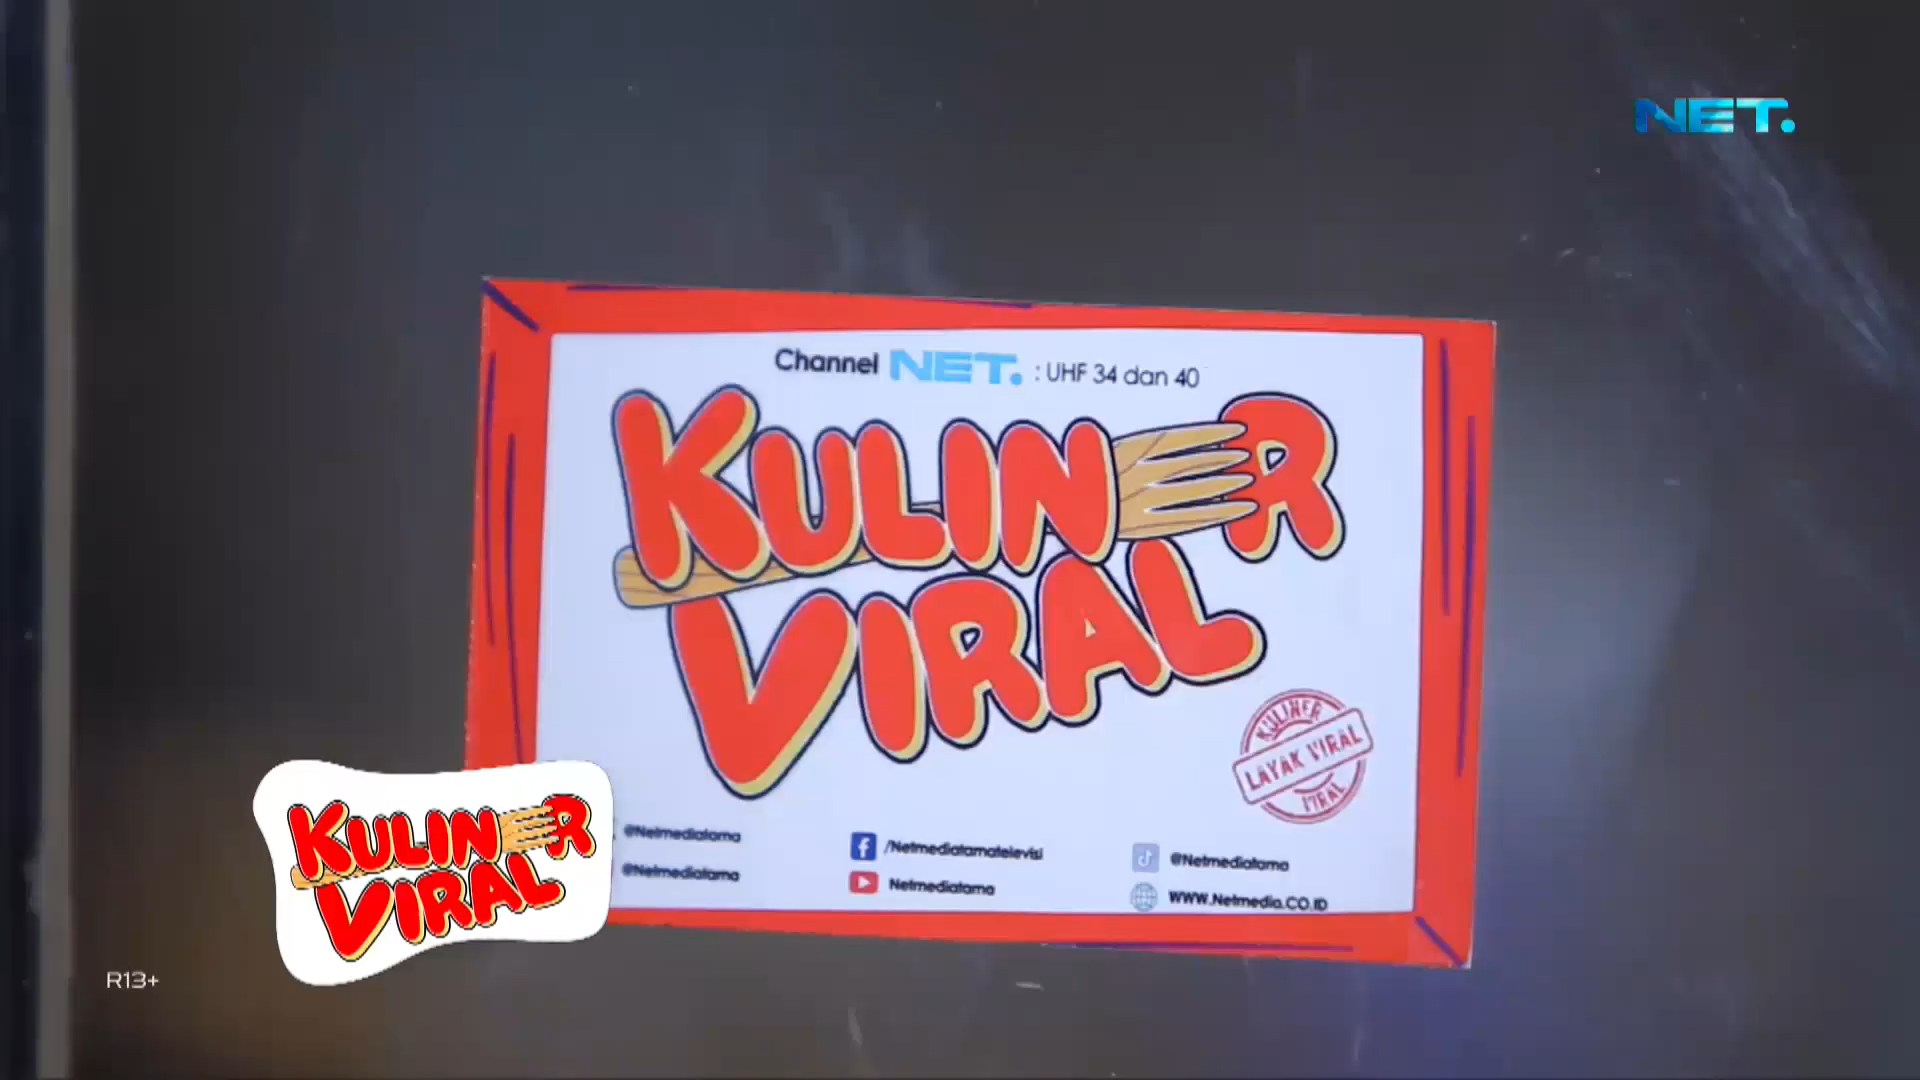 NET.
Channel NET. : UHF 34 dan 40
KULINER
VIRAL
KULINER
LAYAK VIRAL
VIRAL
@Netmediatama
/Netmediatamatelevisi
@Netmediatama
@Netmediatama
Netmediatama
WWW.Netmedia.CO.ID
KULINER
VIRAL
R13+